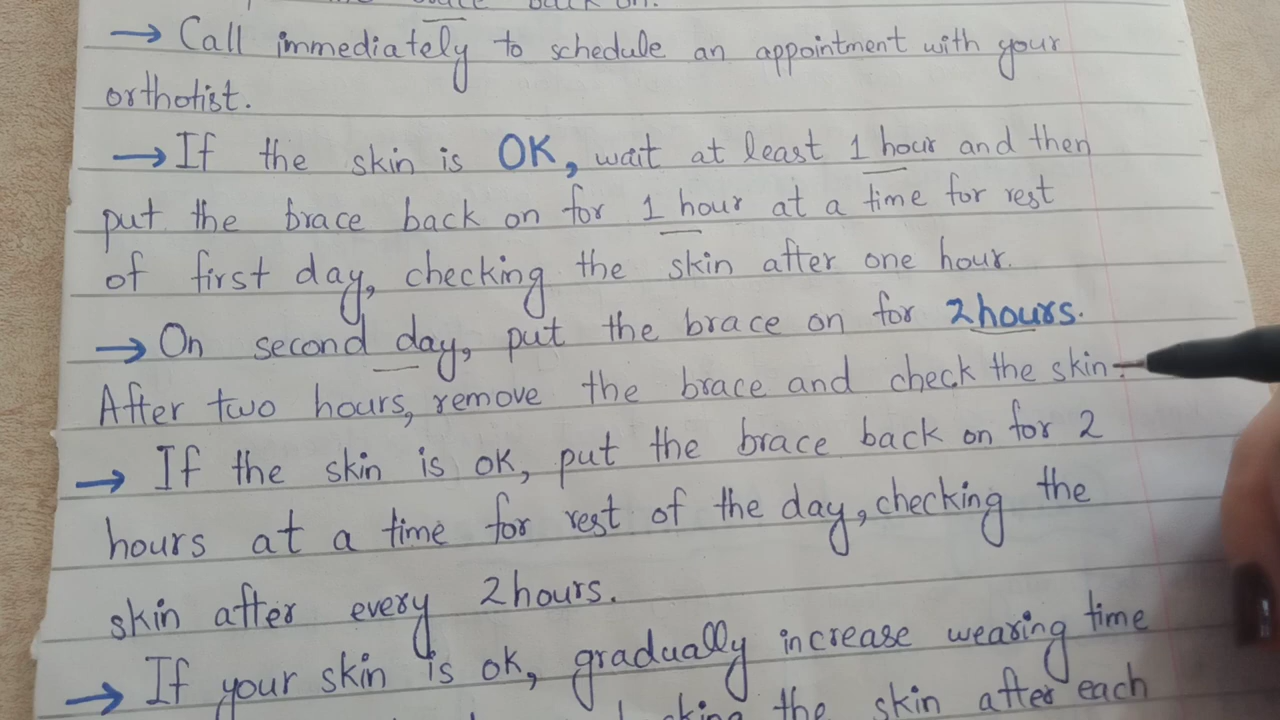 back on.
→ Call immediately to schedule an appointment with your
orthotist.
→ If the skin is OK, wait at least 1 hour and then
put the brace back on for 1 hour at a time for rest
of first day, checking the skin after one hour.
→ On second day, put the brace on for 2 hours.
After two hours, remove the brace and check the skin.
→ If the skin is ok, put the brace back on for 2
hours at a time for rest of the day, checking the
skin after every 2 hours.
→ If your skin is ok, gradually increase wearing time
the skin after each